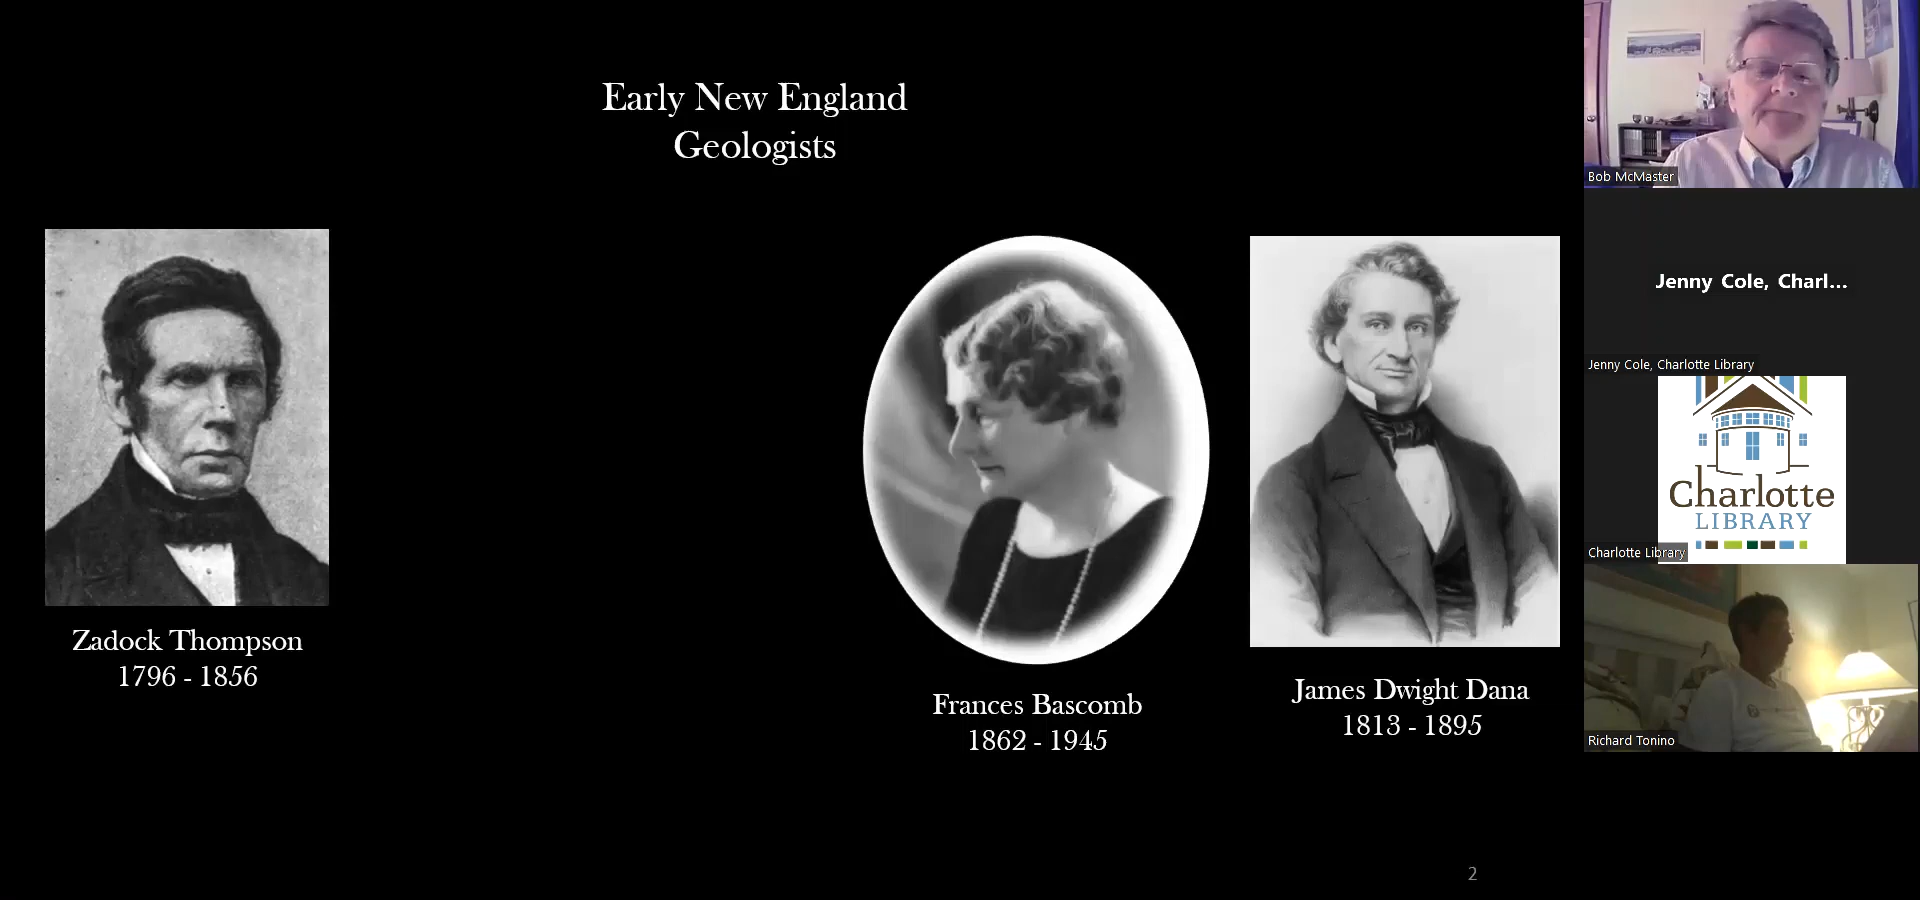 Early New England
Geologists
Zadock Thompson
1796 - 1856
Frances Bascomb
1862 - 1945
James Dwight Dana
1813 - 1895
2
Bob McMaster
Jenny Cole, Charl...
Jenny Cole, Charlotte Library
Charlotte
LIBRARY
Charlotte Library
Richard Tonino